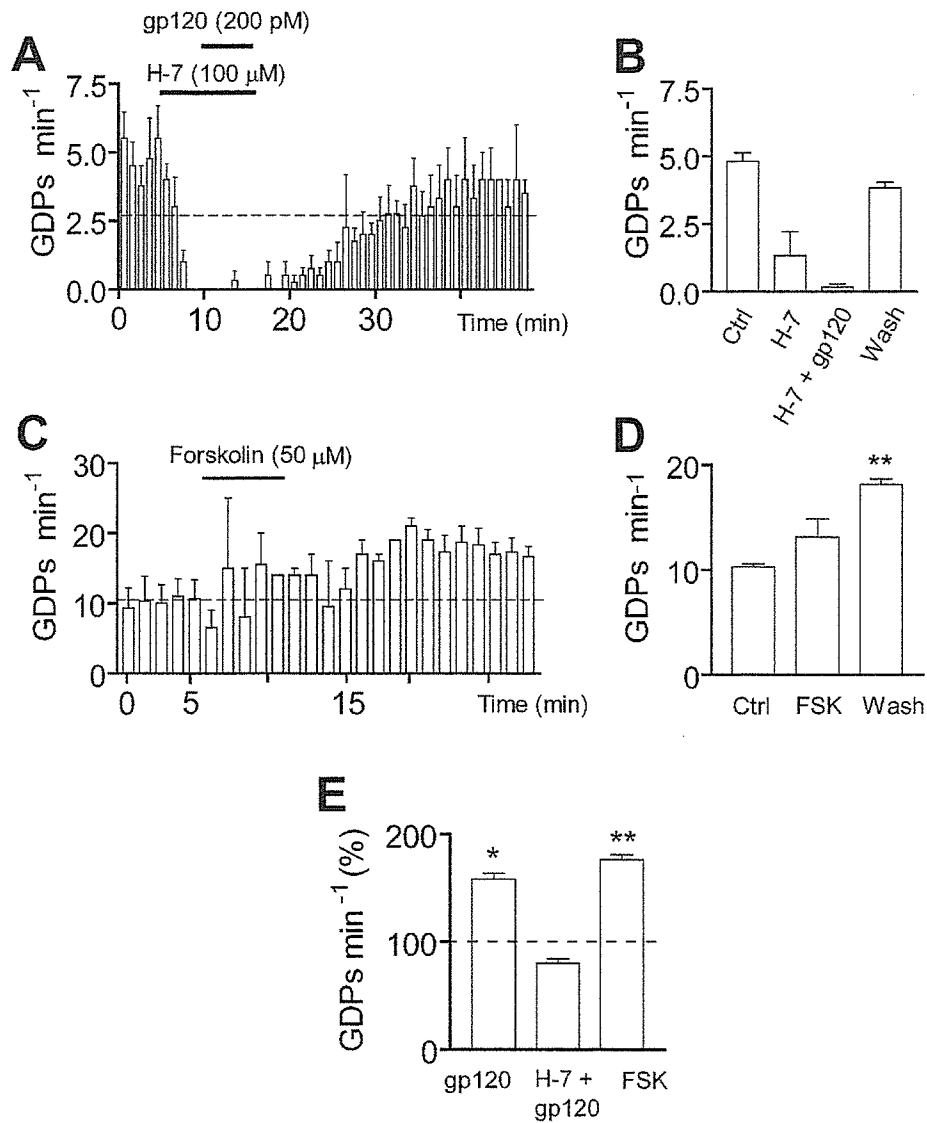 A
gp120 (200 pM)
H-7 (100 μM)
GDPs min⁻¹
7.5
5.0
2.5
0.0
0 10 20 30 Time (min)
B
GDPs min⁻¹
7.5
5.0
2.5
0.0
Ctrl
H-7
H-7 + gp120
Wash
C
Forskolin (50 μM)
GDPs min⁻¹
30
20
10
0
0 5 15 Time (min)
D
GDPs min-¹
20
10
0
**
Ctrl FSK Wash
E
GDPs min⁻¹ (%)
200
100
0
* **
gp120 H-7 + FSK
gp120